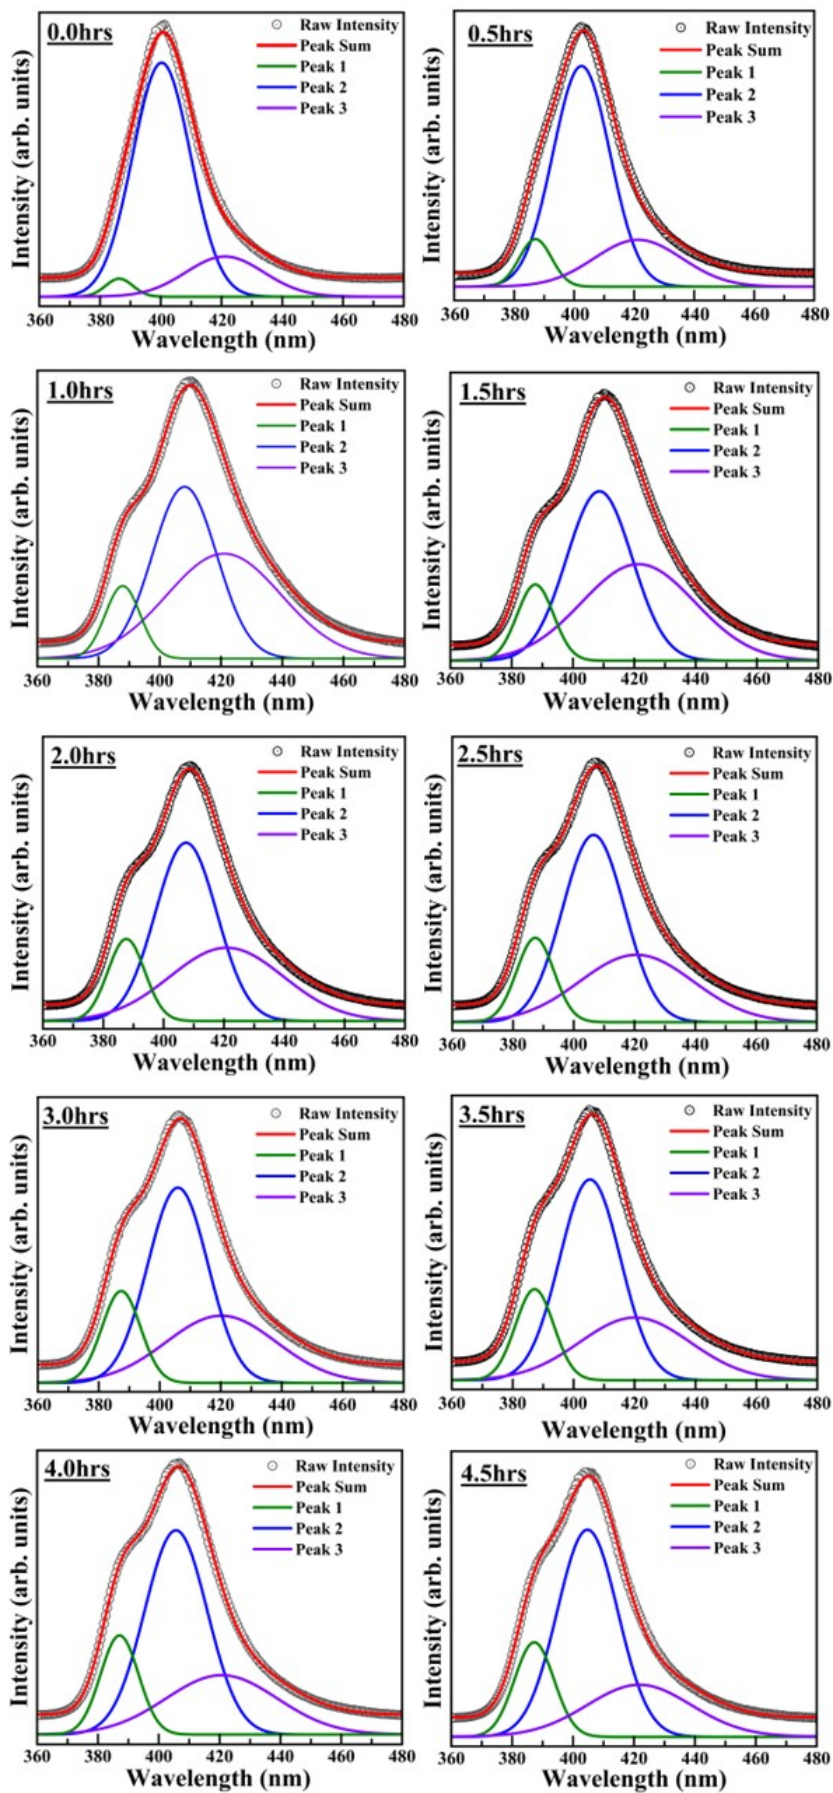 0.0hrs
Raw Intensity
Peak Sum
Peak 1
Peak 2
Peak 3
Intensity (arb. units)
360 380 400 420 440 460 480
Wavelength (nm)
0.5hrs
Raw Intensity
Peak Sum
Peak 1
Peak 2
Peak 3
Intensity (arb. units)
360 380 400 420 440 460 480
Wavelength (nm)
1.0hrs
Raw Intensity
Peak Sum
Peak 1
Peak 2
Peak 3
Intensity (arb. units)
360 380 400 420 440 460 480
Wavelength (nm)
1.5hrs
Raw Intensity
Peak Sum
Peak 1
Peak 2
Peak 3
Intensity (arb. units)
360 380 400 420 440 460 480
Wavelength (nm)
2.0hrs
Raw Intensity
Peak Sum
Peak 1
Peak 2
Peak 3
Intensity (arb. units)
360 380 400 420 440 460 480
Wavelength (nm)
2.5hrs
Raw Intensity
Peak Sum
Peak 1
Peak 2
Peak 3
Intensity (arb. units)
360 380 400 420 440 460 480
Wavelength (nm)
3.0hrs
Raw Intensity
Peak Sum
Peak 1
Peak 2
Peak 3
Intensity (arb. units)
360 380 400 420 440 460 480
Wavelength (nm)
3.5hrs
Raw Intensity
Peak Sum
Peak 1
Peak 2
Peak 3
Intensity (arb. units)
360 380 400 420 440 460 480
Wavelength (nm)
4.0hrs
Raw Intensity
Peak Sum
Peak 1
Peak 2
Peak 3
Intensity (arb. units)
360 380 400 420 440 460 480
Wavelength (nm)
4.5hrs
Raw Intensity
Peak Sum
Peak 1
Peak 2
Peak 3
Intensity (arb. units)
360 380 400 420 440 460 480
Wavelength (nm)